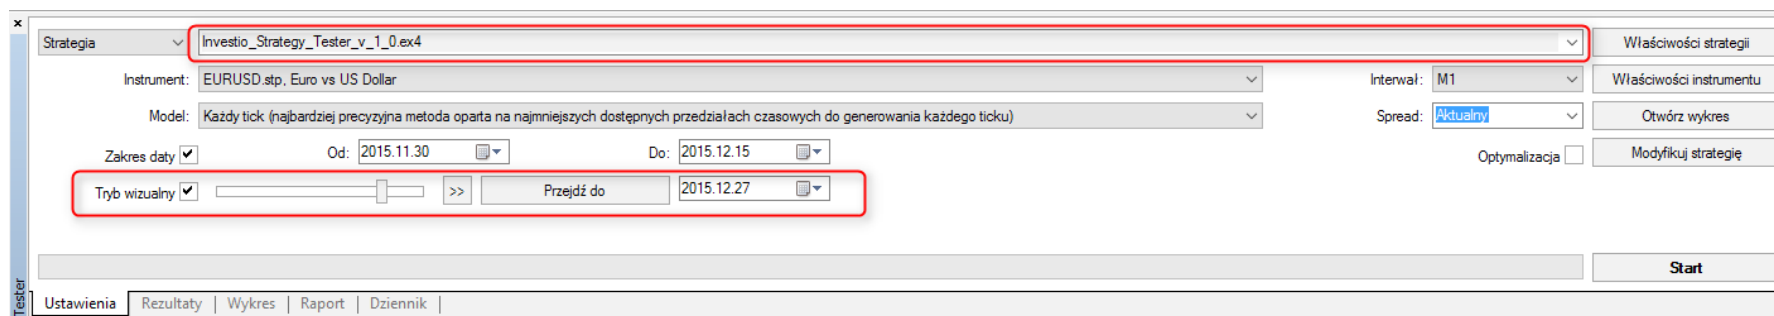 ×
Strategia Investio_Strategy_Tester_v_1_0.ex4 Właściwości strategii
Instrument: EURUSD.stp, Euro vs US Dollar Interwał: M1 Właściwości instrumentu
Model: Każdy tick (najbardziej precyzyjna metoda oparta na najmniejszych dostępnych przedziałach czasowych do generowania każdego ticku) Spread: Aktualny Otwórz wykres
Zakres daty Od: 2015.11.30 Do: 2015.12.15 Optymalizacja Modyfikuj strategię
Tryb wizualny >> Przejdź do 2015.12.27
Start
Tester
Ustawienia | Rezultaty | Wykres | Raport | Dziennik |